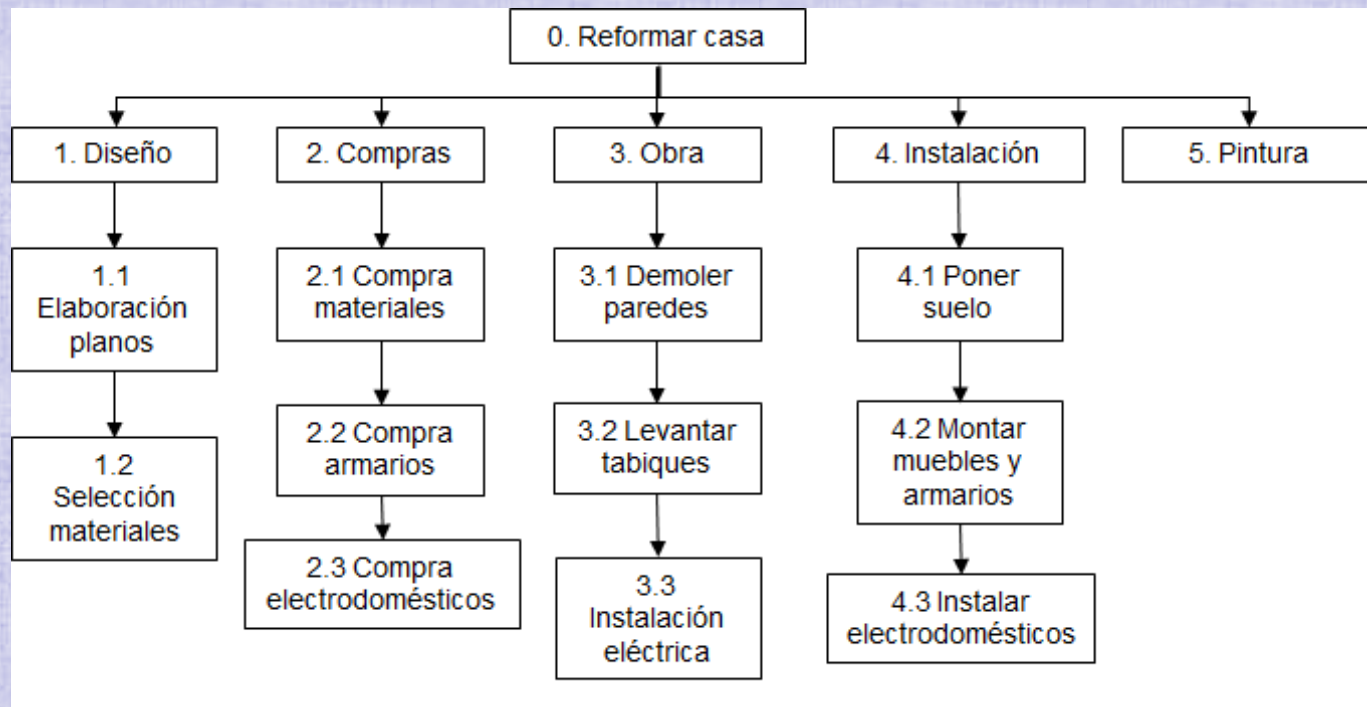 0. Reformar casa
1. Diseño
2. Compras
3. Obra
4. Instalación
5. Pintura
1.1
Elaboración
planos
2.1 Compra
materiales
3.1 Demoler
paredes
4.1 Poner
suelo
1.2
Selección
materiales
2.2 Compra
armarios
3.2 Levantar
tabiques
4.2 Montar
muebles y
armarios
2.3 Compra
electrodomésticos
3.3
Instalación
eléctrica
4.3 Instalar
electrodomésticos